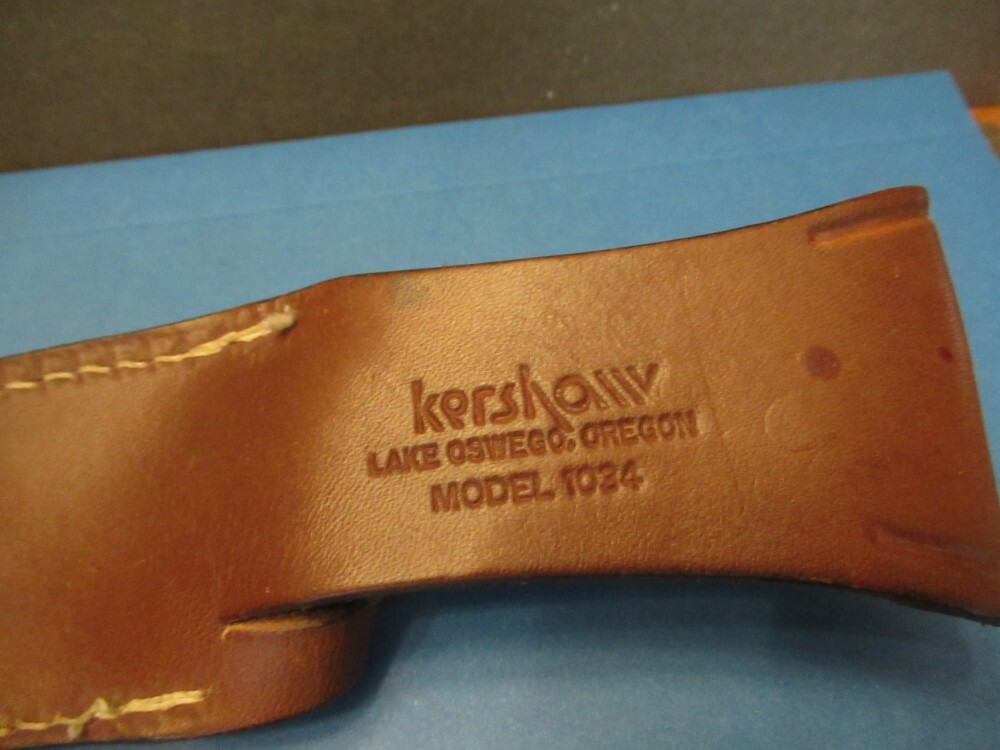 kershaw
LAKE OSWEGO, OREGON
MODEL 1034